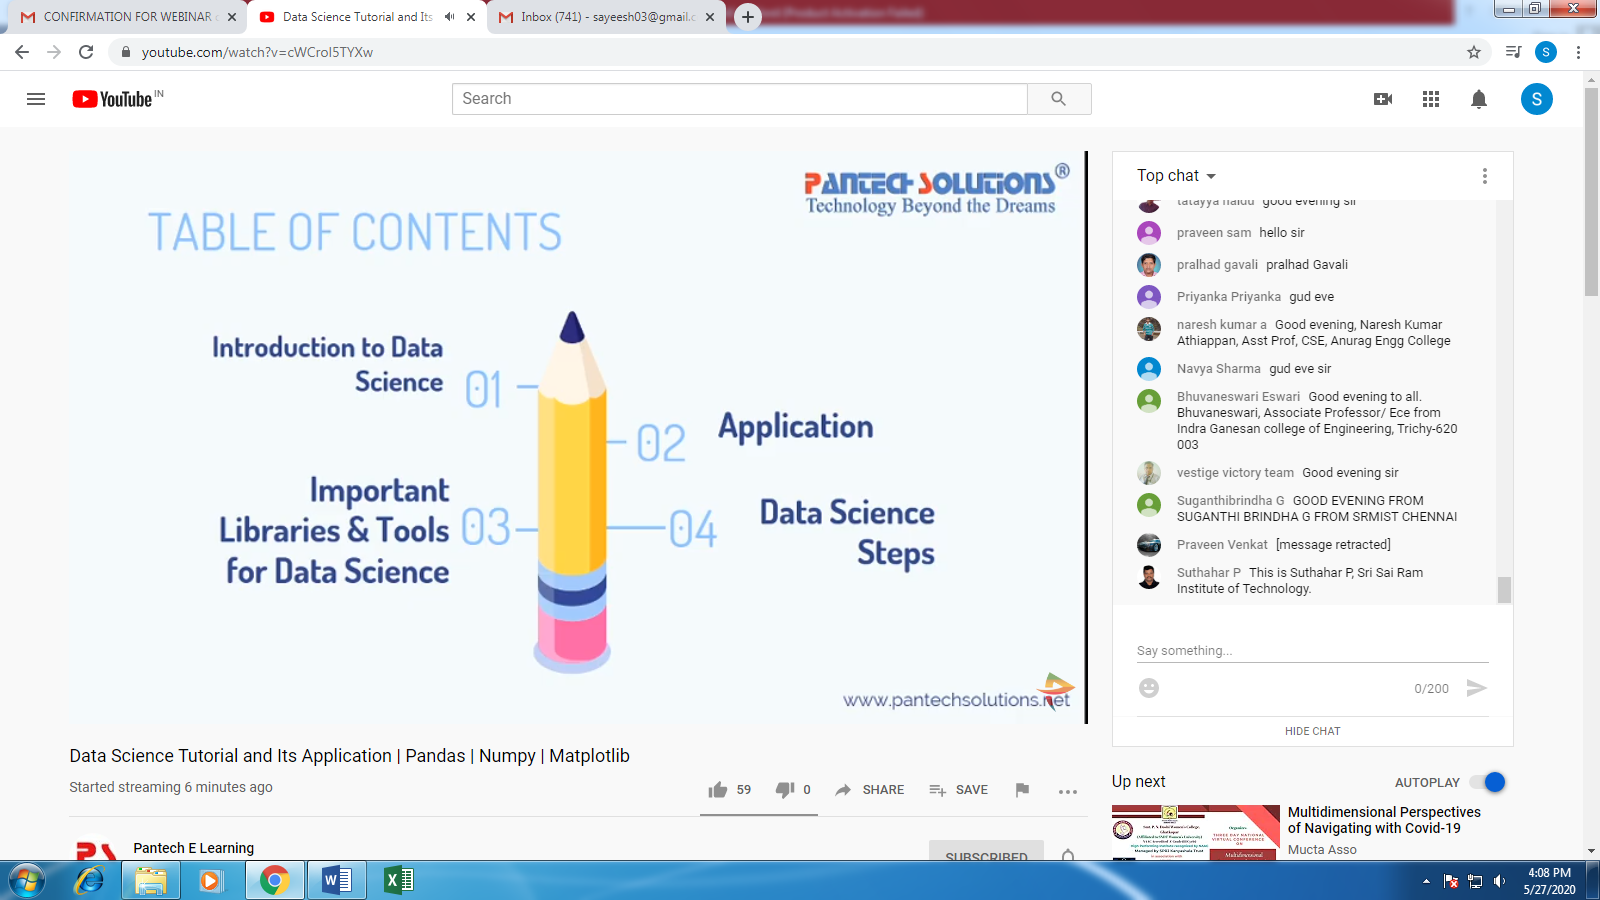 CONFIRMATION FOR WEBINAR
Data Science Tutorial and Its
Inbox (741) - sayeesh03@gmail.c
youtube.com/watch?v=cWCrol5TYXw
S
YouTube IN
Search
S
PANTECH SOLUTIONS®
Technology Beyond the Dreams
TABLE OF CONTENTS
Introduction to Data
Science
01
02
Application
Important
Libraries & Tools
for Data Science
03
04
Data Science
Steps
www.pantechsolutions.net
Data Science Tutorial and Its Application | Pandas | Numpy | Matplotlib
Started streaming 6 minutes ago
59
0
SHARE
SAVE
Pantech E Learning
SUBSCRIBED
Top chat
tatayya naidu good evening sir
praveen sam hello sir
pralhad gavali pralhad Gavali
Priyanka Priyanka gud eve
naresh kumar a Good evening, Naresh Kumar
Athiappan, Asst Prof, CSE, Anurag Engg College
Navya Sharma gud eve sir
Bhuvaneswari Eswari Good evening to all.
Bhuvaneswari, Associate Professor/ Ece from
Indra Ganesan college of Engineering, Trichy-620
003
vestige victory team Good evening sir
Suganthibrindha G GOOD EVENING FROM
SUGANTHI BRINDHA G FROM SRMIST CHENNAI
Praveen Venkat [message retracted]
Suthahar P This is Suthahar P, Sri Sai Ram
Institute of Technology.
Say something...
0/200
HIDE CHAT
Up next
AUTOPLAY
Multidimensional Perspectives
of Navigating with Covid-19
Mucta Asso
4:08 PM
5/27/2020